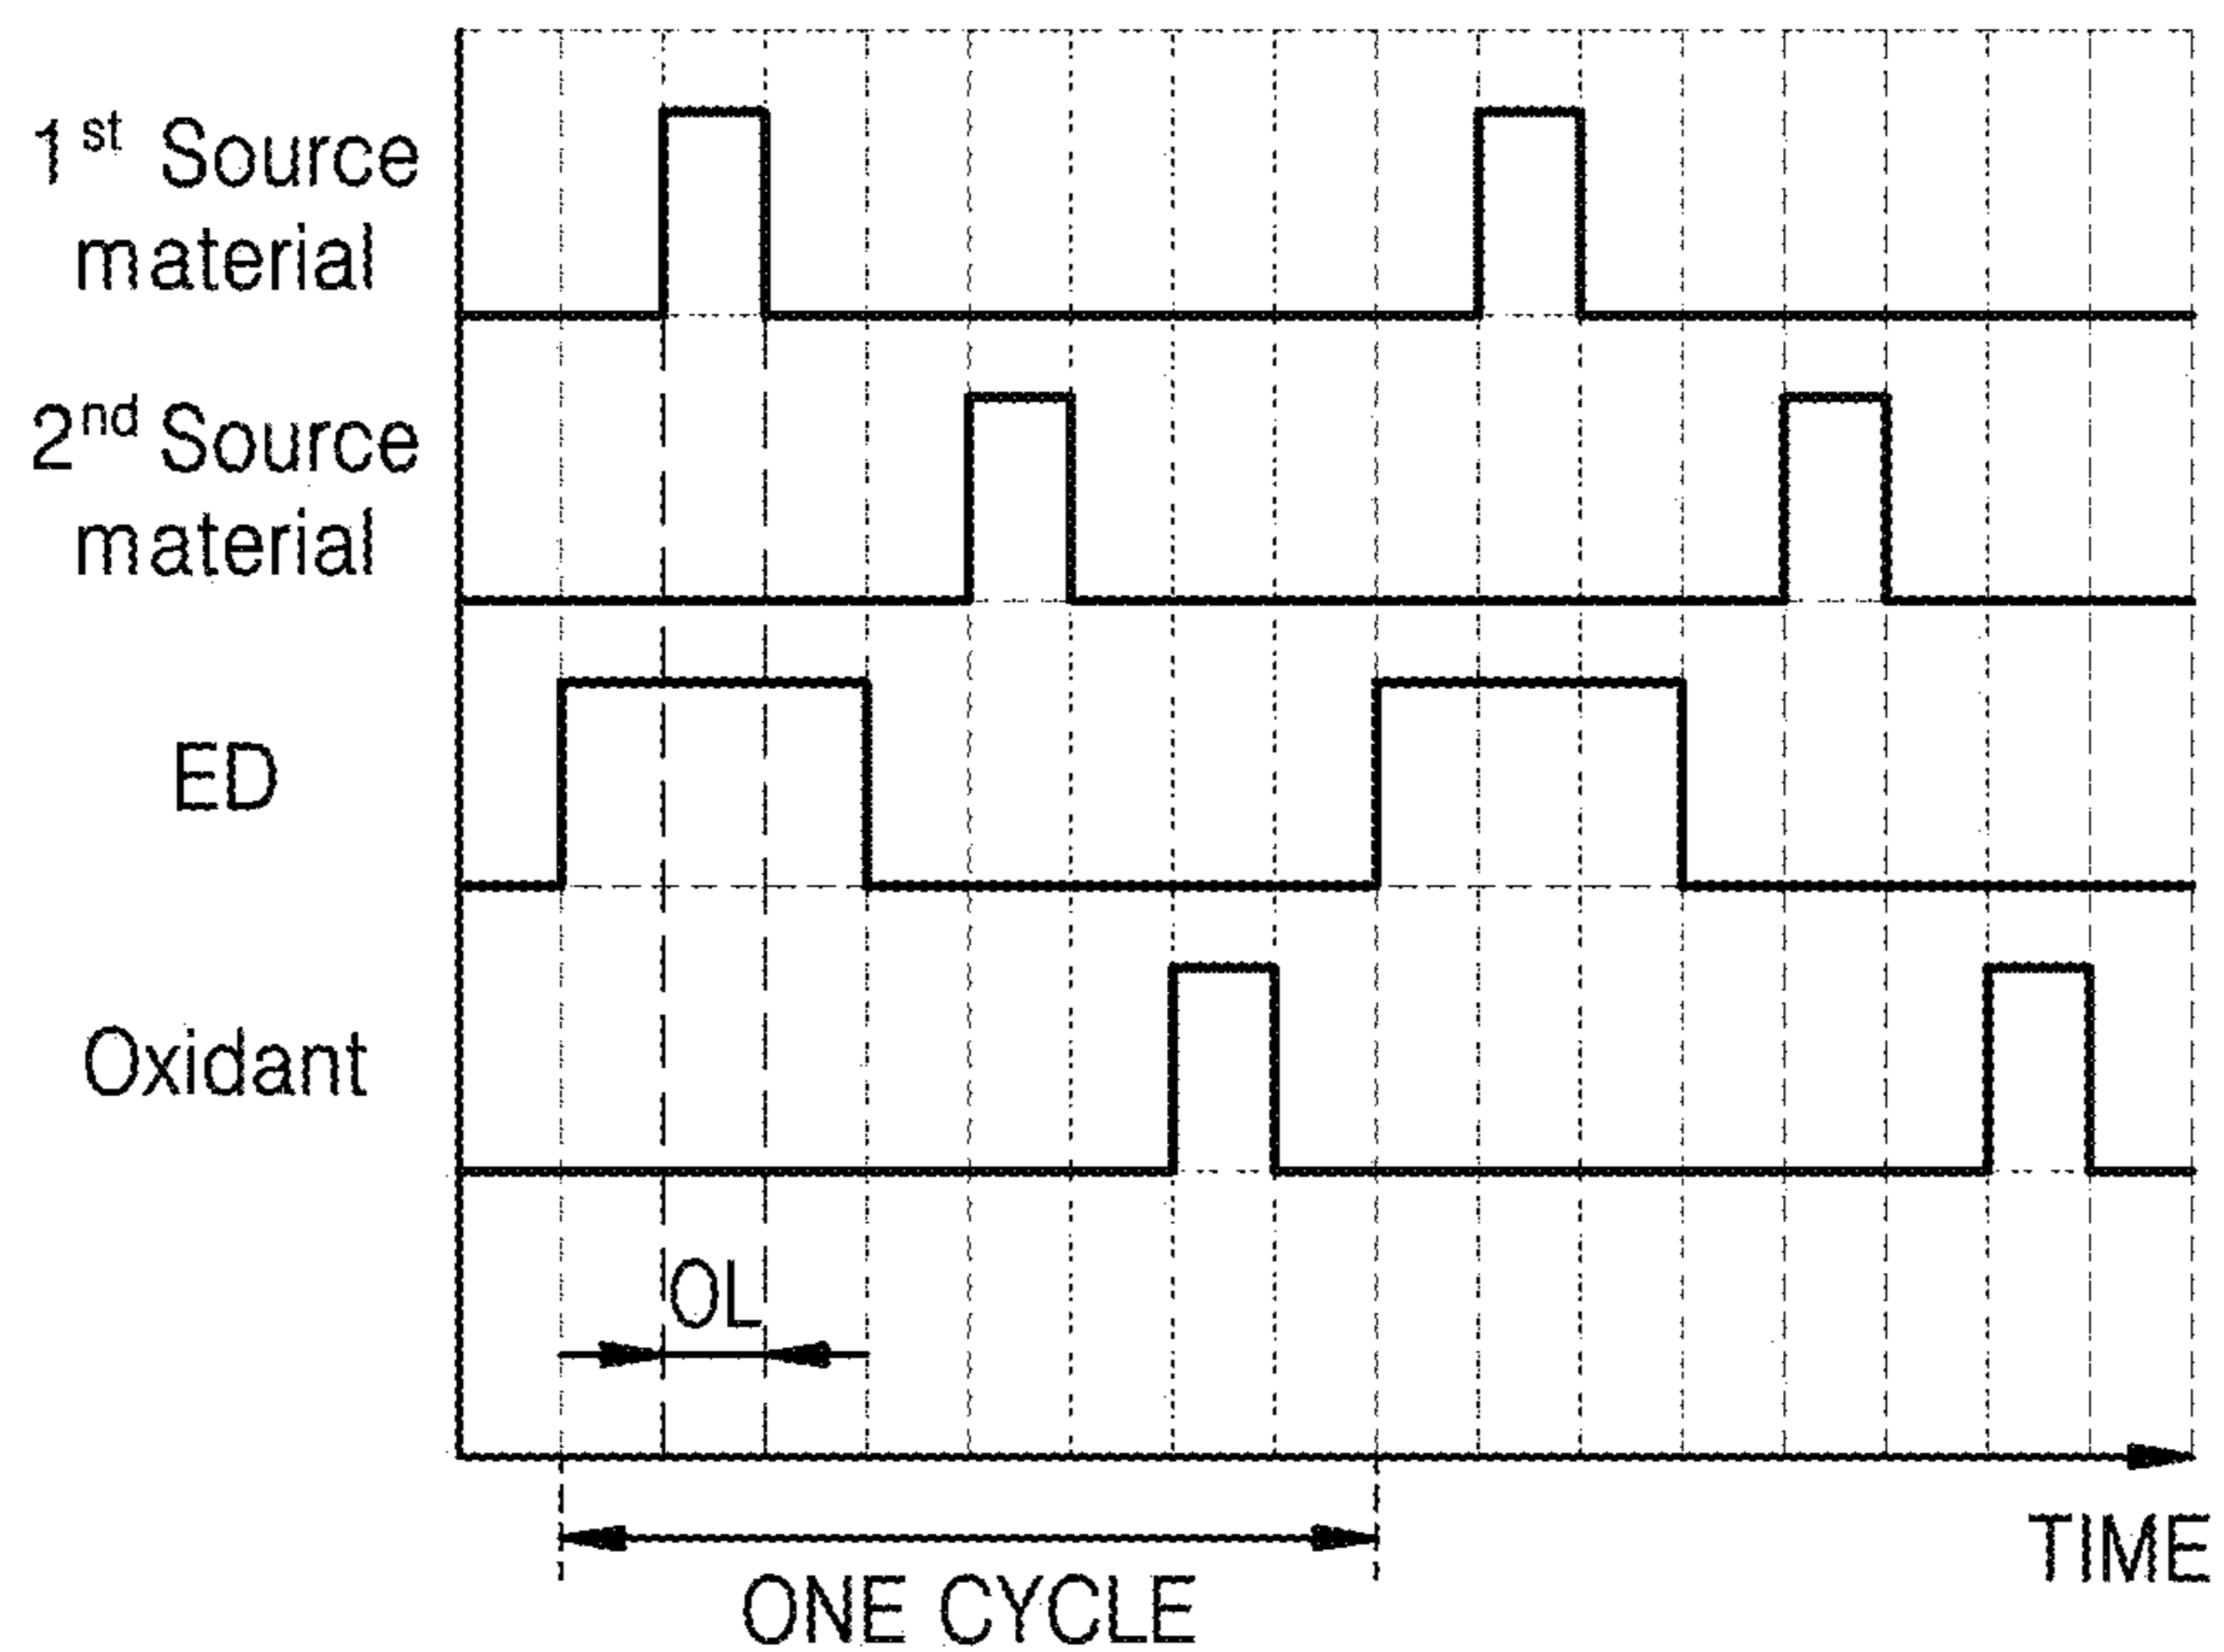 1st Source
material
2nd Source
material
ED
Oxidant
OL
TIME
ONE CYCLE